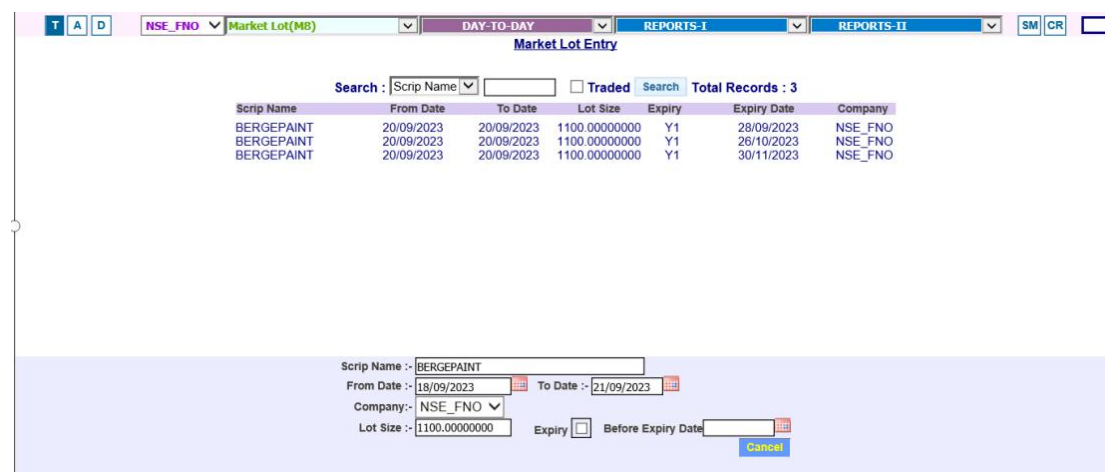 T A D NSE_FNO Market Lot(M8) DAY-TO-DAY REPORTS-I REPORTS-II SM CR
Market Lot Entry
Search : Scrip Name Traded Search Total Records : 3
Scrip Name From Date To Date Lot Size Expiry Expiry Date Company
BERGEPAINT 20/09/2023 20/09/2023 1100.00000000 Y1 28/09/2023 NSE_FNO
BERGEPAINT 20/09/2023 20/09/2023 1100.00000000 Y1 26/10/2023 NSE_FNO
BERGEPAINT 20/09/2023 20/09/2023 1100.00000000 Y1 30/11/2023 NSE_FNO
Scrip Name :- BERGEPAINT
From Date :- 18/09/2023 To Date :- 21/09/2023
Company:- NSE_FNO
Lot Size :- 1100.00000000 Expiry Before Expiry Date
Cancel